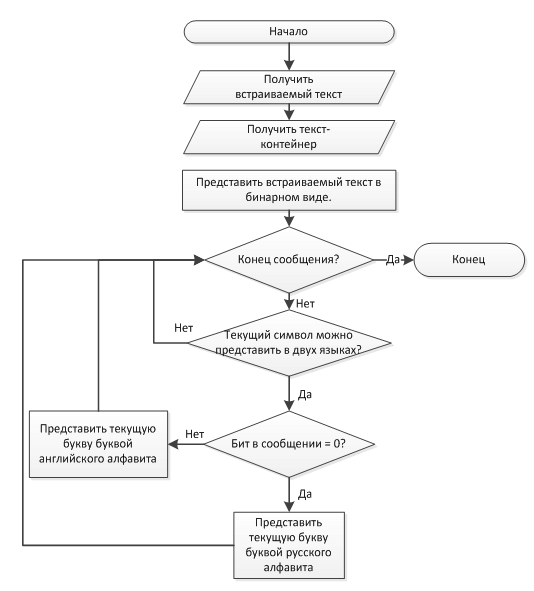 Начало
Получить
встраиваемый текст
Получить текст-
контейнер
Представить встраиваемый текст в
бинарном виде.
Конец сообщения?
Да
Конец
Нет
Нет
Текущий символ можно
представить в двух языках?
Да
Представить текущую
букву буквой
английского алфавита
Нет
Бит в сообщении = 0?
Да
Представить
текущую букву
буквой русского
алфавита